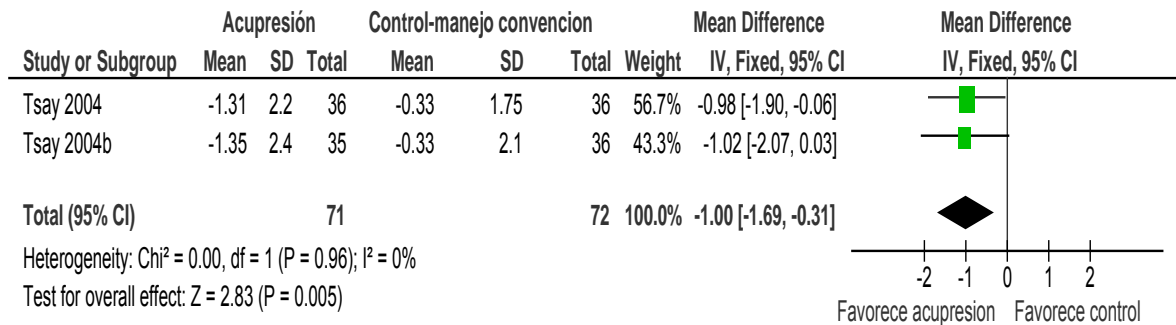 Acupresión Control-manejo convencion Mean Difference Mean Difference
Study or Subgroup Mean SD Total Mean SD Total Weight IV, Fixed, 95% CI IV, Fixed, 95% CI
Tsay 2004 -1.31 2.2 36 -0.33 1.75 36 56.7% -0.98 [-1.90, -0.06]
Tsay 2004b -1.35 2.4 35 -0.33 2.1 36 43.3% -1.02 [-2.07, 0.03]
Total (95% CI) 71 72 100.0% -1.00 [-1.69, -0.31]
Heterogeneity: Chi² = 0.00, df = 1 (P = 0.96); I² = 0%
Test for overall effect: Z = 2.83 (P = 0.005)
-2 -1 0 1 2
Favorece acupresion Favorece control